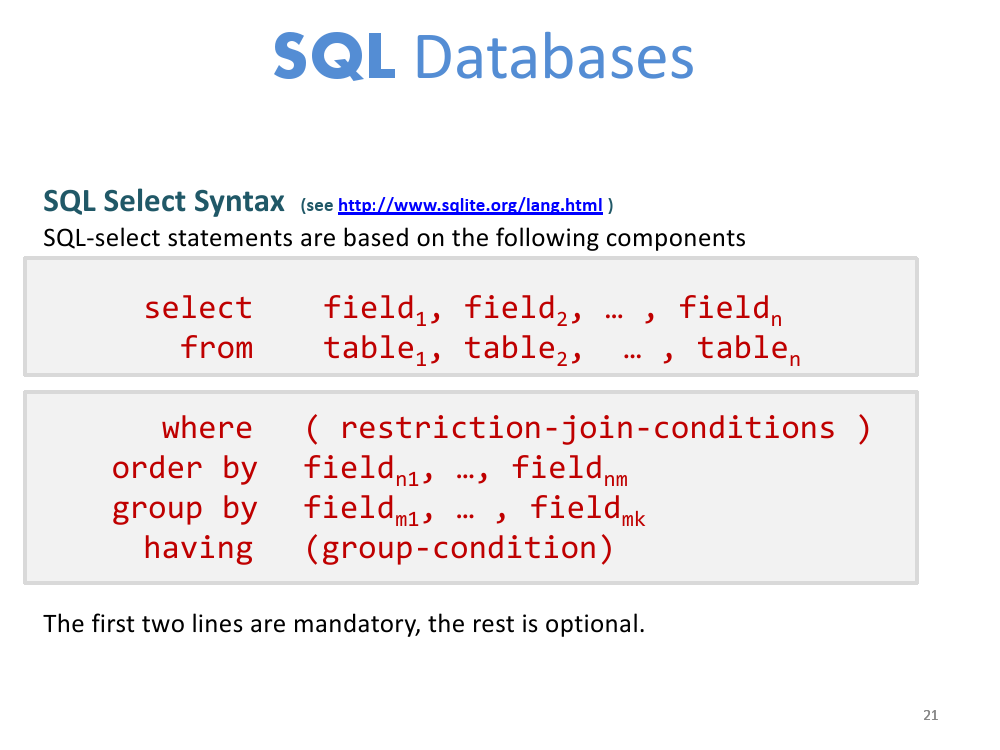 SQL Databases
SQL Select Syntax (see http://www.sqlite.org/lang.html )
SQL-select statements are based on the following components
select field₁, field₂, … , fieldₙ
from table₁, table₂, … , tableₙ
where ( restriction-join-conditions )
order by fieldₙ₁, …, fieldₙₘ
group by fieldₘ₁, … , fieldₘₖ
having (group-condition)
The first two lines are mandatory, the rest is optional.
21